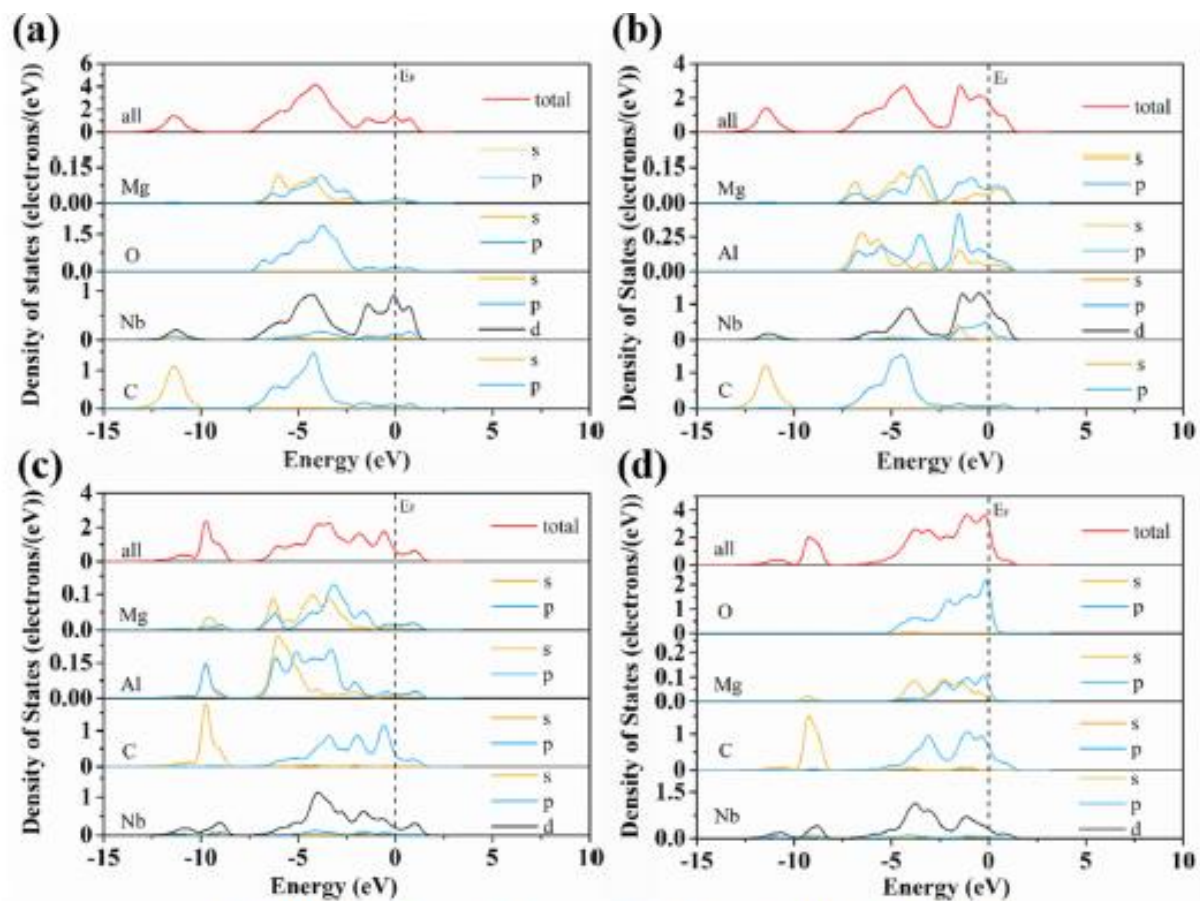 (a)
Density of states (electrons/(eV))
6
4
2
0
all
E_F
total
0.15
0.00
Mg
s
p
1.5
0.0
O
s
p
1
0
Nb
s
p
d
1
0
C
s
p
-15 -10 -5 0 5 10
Energy (eV)
(b)
Density of States (electrons/(eV))
4
2
0
all
E_F
total
0.15
0.00
Mg
s
p
0.25
0.00
Al
s
p
1
0
Nb
s
p
d
1
0
C
s
p
-15 -10 -5 0 5 10
Energy (eV)
(c)
Density of States (electrons/(eV))
4
2
0
all
E_F
total
0.1
0.0
Mg
s
p
0.15
0.00
Al
s
p
1
0
C
s
p
1
0
Nb
s
p
d
-15 -10 -5 0 5 10
Energy (eV)
(d)
Density of States (electrons/(eV))
4
2
0
all
E_F
total
2
1
0
O
s
p
0.2
0.1
0.0
Mg
s
p
1
0
C
s
p
1.5
0.0
Nb
s
p
d
-15 -10 -5 0 5 10
Energy (eV)